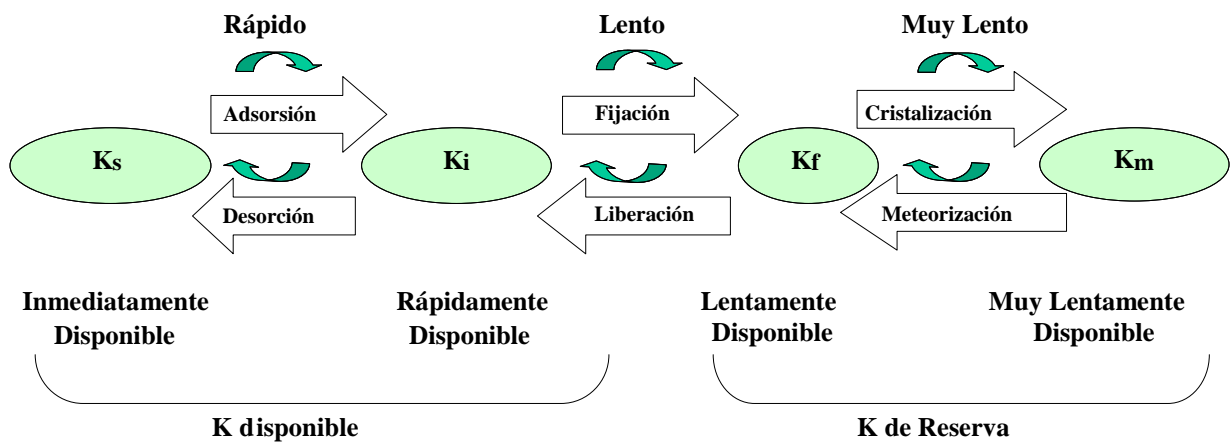 Rápido Lento Muy Lento
Adsorsión Fijación Cristalización
Ks Ki Kf Km
Desorción Liberación Meteorización
Inmediatamente Rápidamente Lentamente Muy Lentamente
Disponible Disponible Disponible Disponible
K disponible K de Reserva